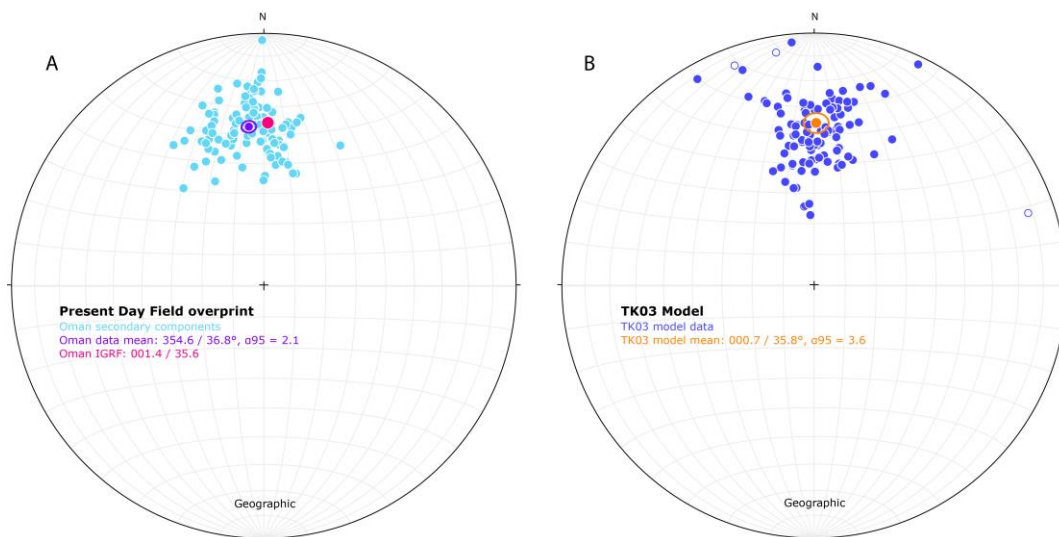 A
N
Present Day Field overprint
Oman secondary components
Oman data mean: 354.6 / 36.8°, α95 = 2.1
Oman IGRF: 001.4 / 35.6
Geographic
B
N
TK03 Model
TK03 model data
TK03 model mean: 000.7 / 35.8°, α95 = 3.6
Geographic